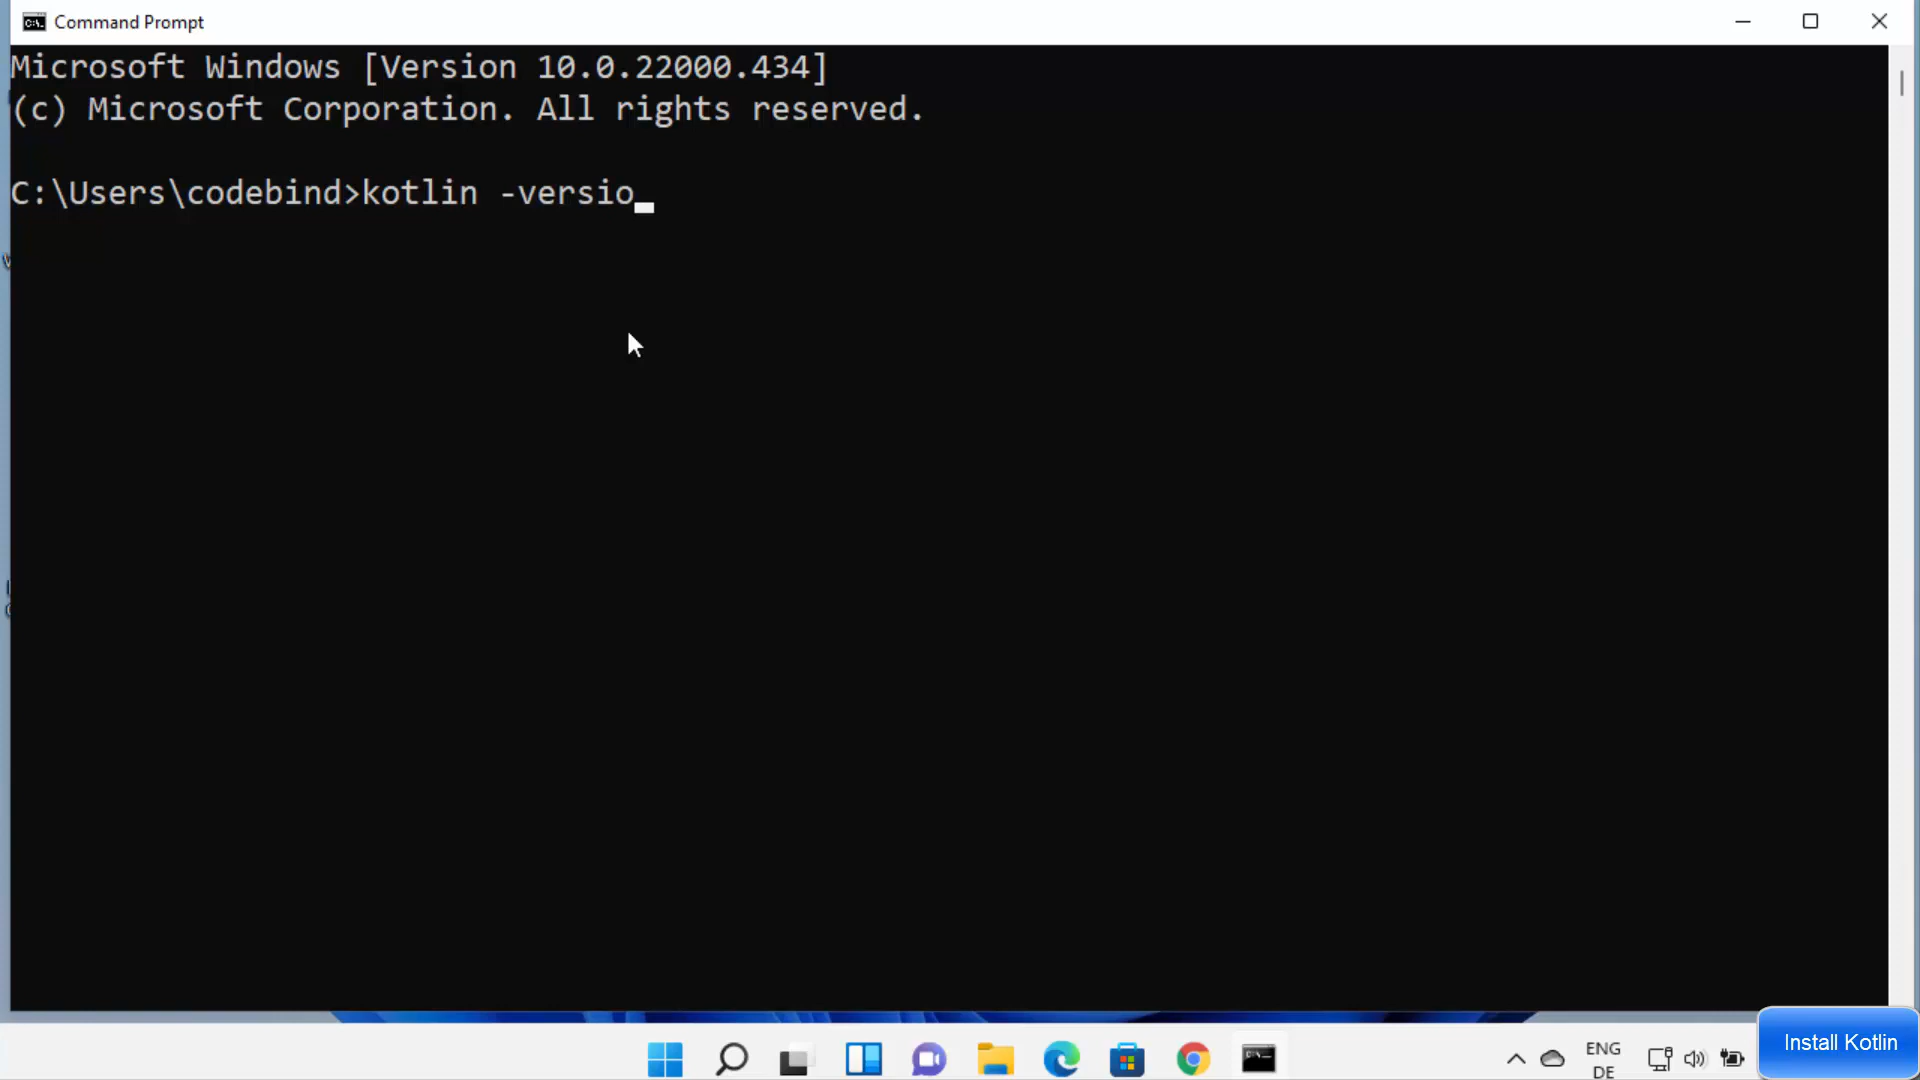 Command Prompt
Microsoft Windows [Version 10.0.22000.434]
(c) Microsoft Corporation. All rights reserved.
C:\Users\codebind>kotlin -versio_
ENG
DE
Install Kotlin